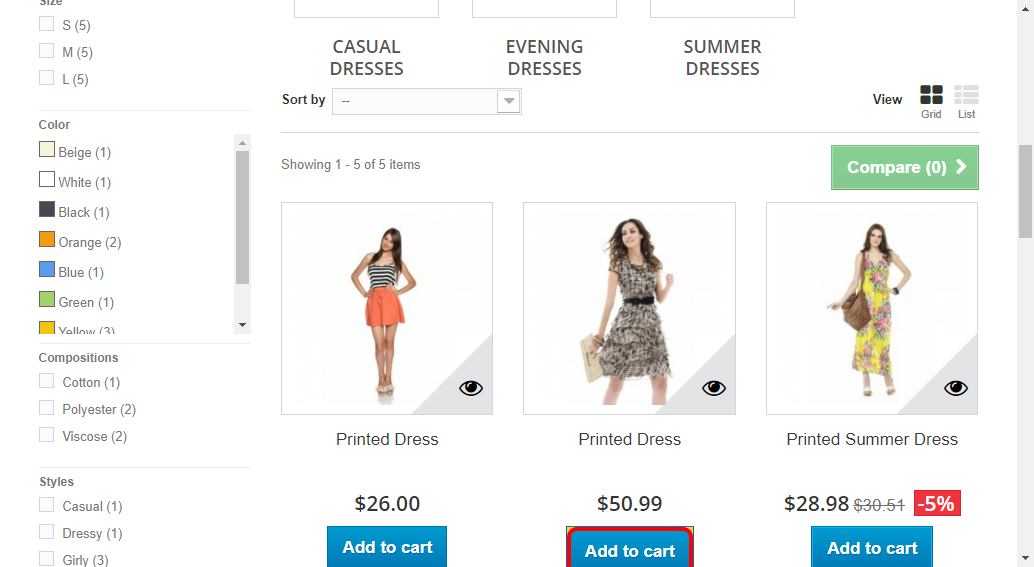 Size
S (5)
M (5)
L (5)
Color
Beige (1)
White (1)
Black (1)
Orange (2)
Blue (1)
Green (1)
Yellow (3)
Compositions
Cotton (1)
Polyester (2)
Viscose (2)
Styles
Casual (1)
Dressy (1)
Girly (3)
CASUAL
DRESSES
EVENING
DRESSES
SUMMER
DRESSES
Sort by
--
View
Grid
List
Showing 1 - 5 of 5 items
Compare (0)
Printed Dress
$26.00
Add to cart
Printed Dress
$50.99
Add to cart
Printed Summer Dress
$28.98 $30.51 -5%
Add to cart